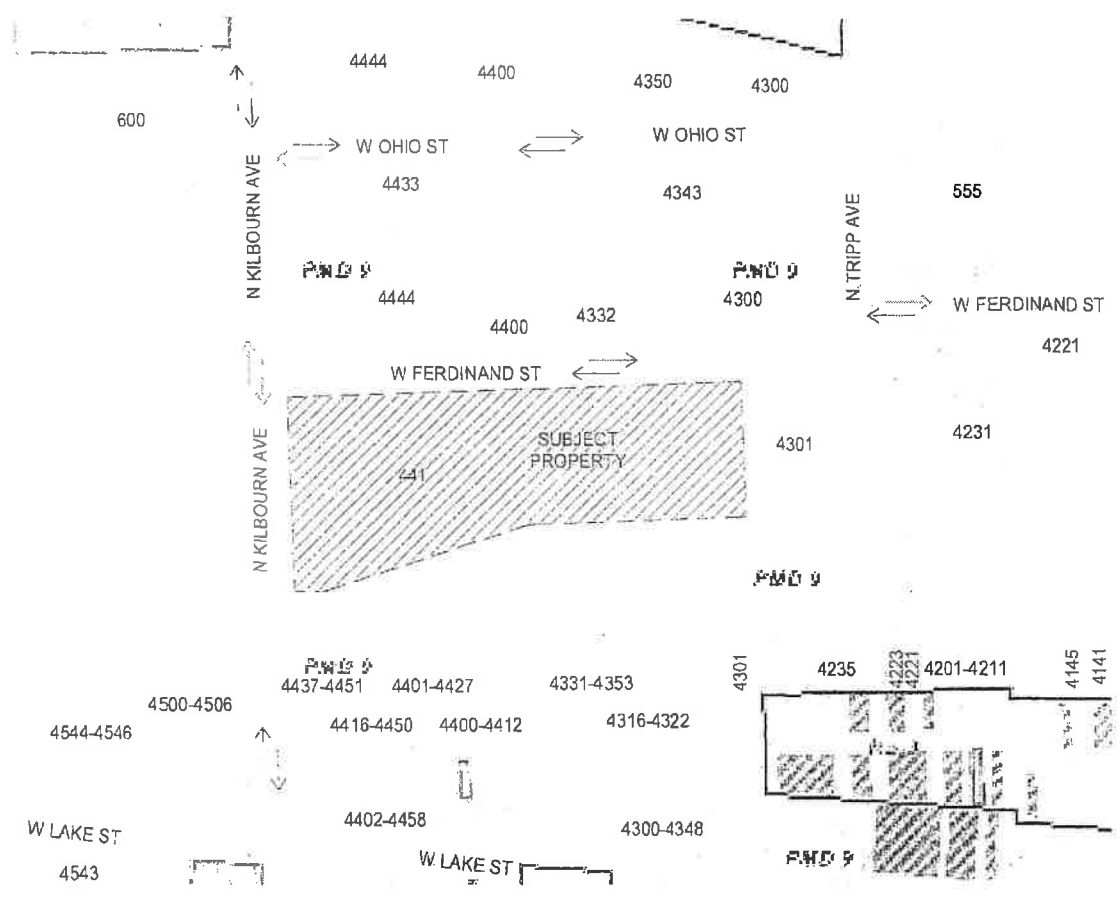 4444
4400
4350
4300
600
W OHIO ST
W OHIO ST
4433
4343
555
N KILBOURN AVE
N. TRIPP AVE
PMD 9
PMD 9
4444
4400
4332
4300
W FERDINAND ST
4221
W FERDINAND ST
SUBJECT
PROPERTY
441
4301
4231
N KILBOURN AVE
PMD 9
PMD 9
4437-4451
4401-4427
4331-4353
4301
4235
4223
4221
4201-4211
4145
4141
4500-4506
4544-4546
4416-4450
4400-4412
4316-4322
4402-4458
4300-4348
W LAKE ST
4543
W LAKE ST
PMD 9